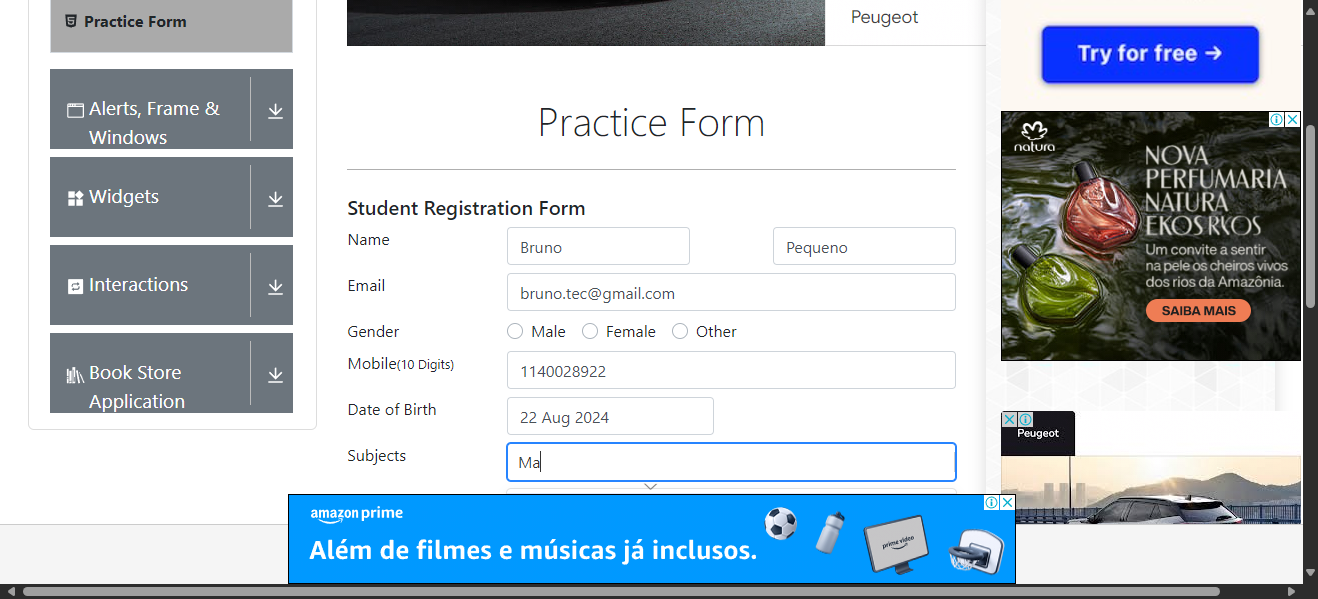 Practice Form
Alerts, Frame &
Windows
Widgets
Interactions
Book Store
Application
Peugeot
Practice Form
Student Registration Form
Name
Bruno
Pequeno
Email
bruno.tec@gmail.com
Gender
Male
Female
Other
Mobile(10 Digits)
1140028922
Date of Birth
22 Aug 2024
Subjects
Ma
Try for free →
natura
NOVA
PERFUMARIA
NATURA
EKOS RIOS
Um convite a sentir
na pele os cheiros vivos
dos rios da Amazônia.
SAIBA MAIS
Peugeot
amazon prime
Além de filmes e músicas já inclusos.
prime video